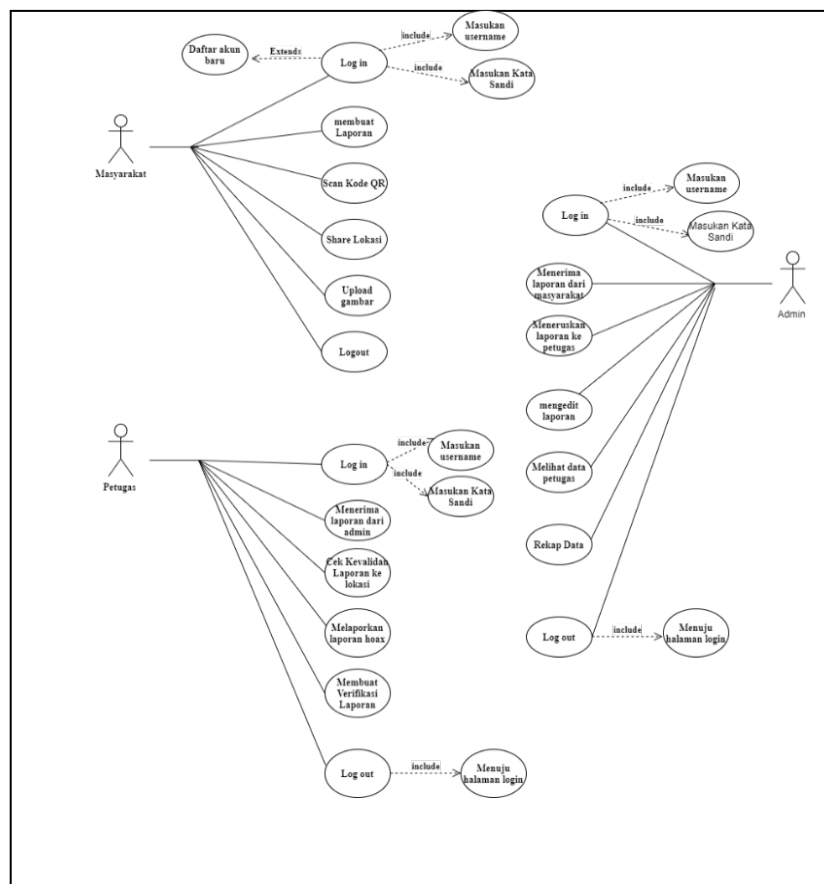 Masukan
username
include
Daftar akun
baru
Extends
Log in
include
Masukan Kata
Sandi
membuat
Laporan
Masyarakat
Scan Kode QR
Share Lokasi
Upload
gambar
Logout
Masukan
username
include
Log in
include
Masukan Kata
Sandi
Menerima
laporan dari
masyarakat
Admin
Meneruskan
laporan ke
petugas
mengedit
laporan
Melihat data
petugas
Rekap Data
Log out
include
Menuju
halaman login
Petugas
Log in
include
Masukan
username
include
Masukan Kata
Sandi
Menerima
laporan dari
admin
Cek Kevalidan
Laporan ke
lokasi
Melaporkan
laporan hoax
Membuat
Verifikasi
Laporan
Log out
include
Menuju
halaman login